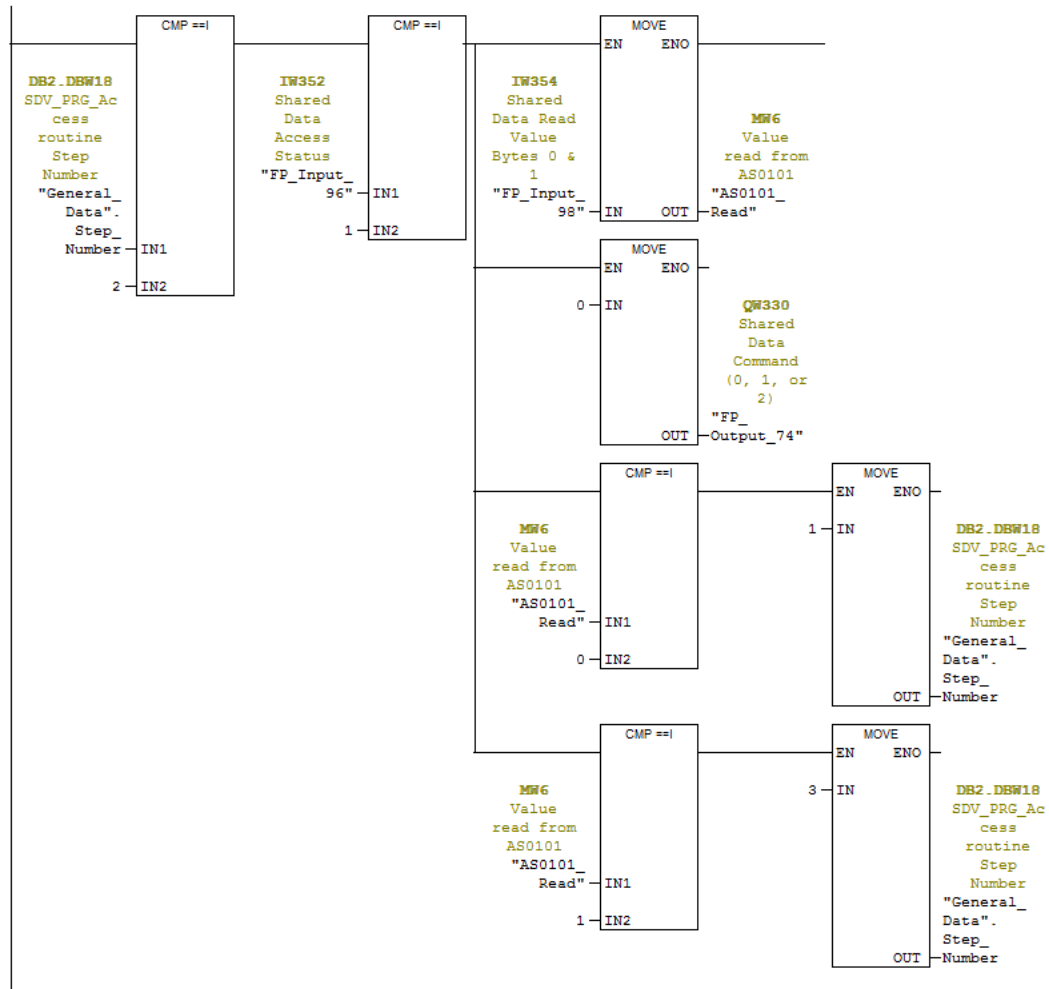 CMP ==I
CMP ==I
MOVE
EN ENO
DB2.DBW18
SDV_PRG_Ac
cess
routine
Step
Number
"General_
Data".
Step_
Number
IN1
2
IN2
IW352
Shared
Data
Access
Status
"FP_Input_
96"
IN1
1
IN2
IW354
Shared
Data Read
Value
Bytes 0 &
1
"FP_Input_
98"
IN
OUT
MW6
Value
read from
AS0101
"AS0101_
Read"
MOVE
EN ENO
0
IN
OUT
QW330
Shared
Data
Command
(0, 1, or
2)
"FP_
Output_74"
CMP ==I
MW6
Value
read from
AS0101
"AS0101_
Read"
IN1
0
IN2
MOVE
EN ENO
1
IN
OUT
DB2.DBW18
SDV_PRG_Ac
cess
routine
Step
Number
"General_
Data".
Step_
Number
CMP ==I
MW6
Value
read from
AS0101
"AS0101_
Read"
IN1
1
IN2
MOVE
EN ENO
3
IN
OUT
DB2.DBW18
SDV_PRG_Ac
cess
routine
Step
Number
"General_
Data".
Step_
Number